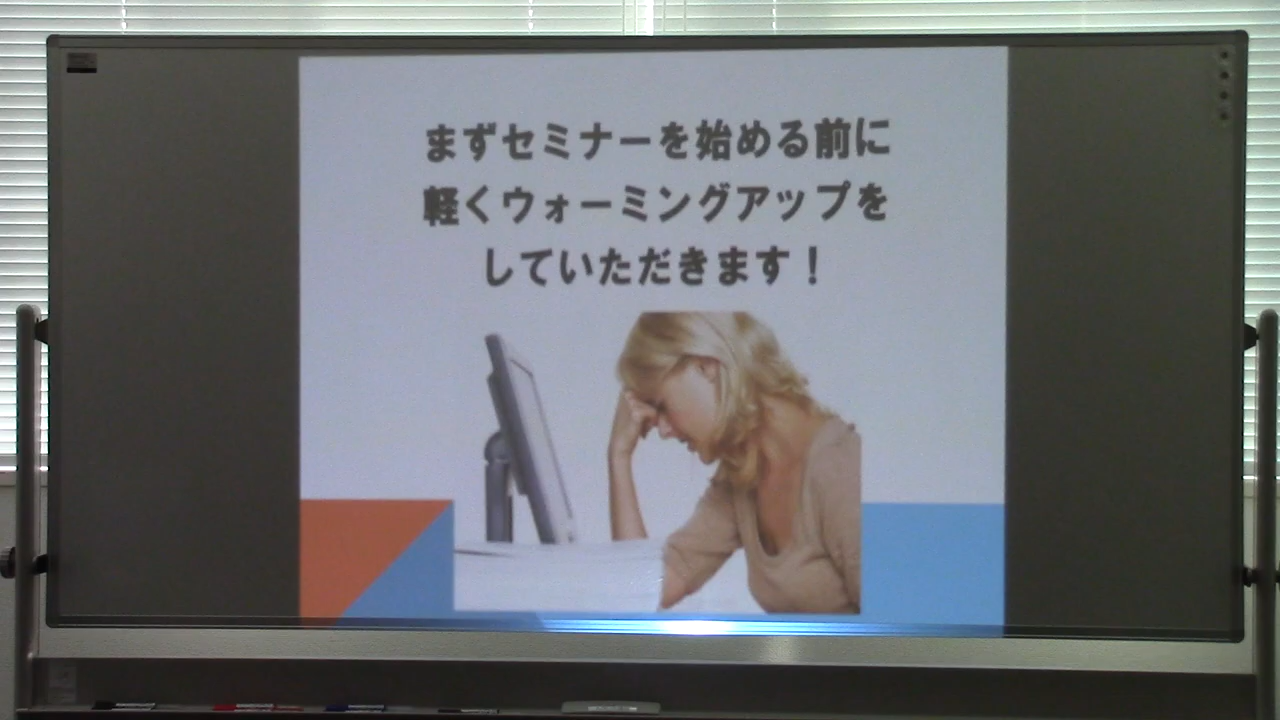 まずセミナーを始める前に
軽くウォーミングアップを
していただきます！